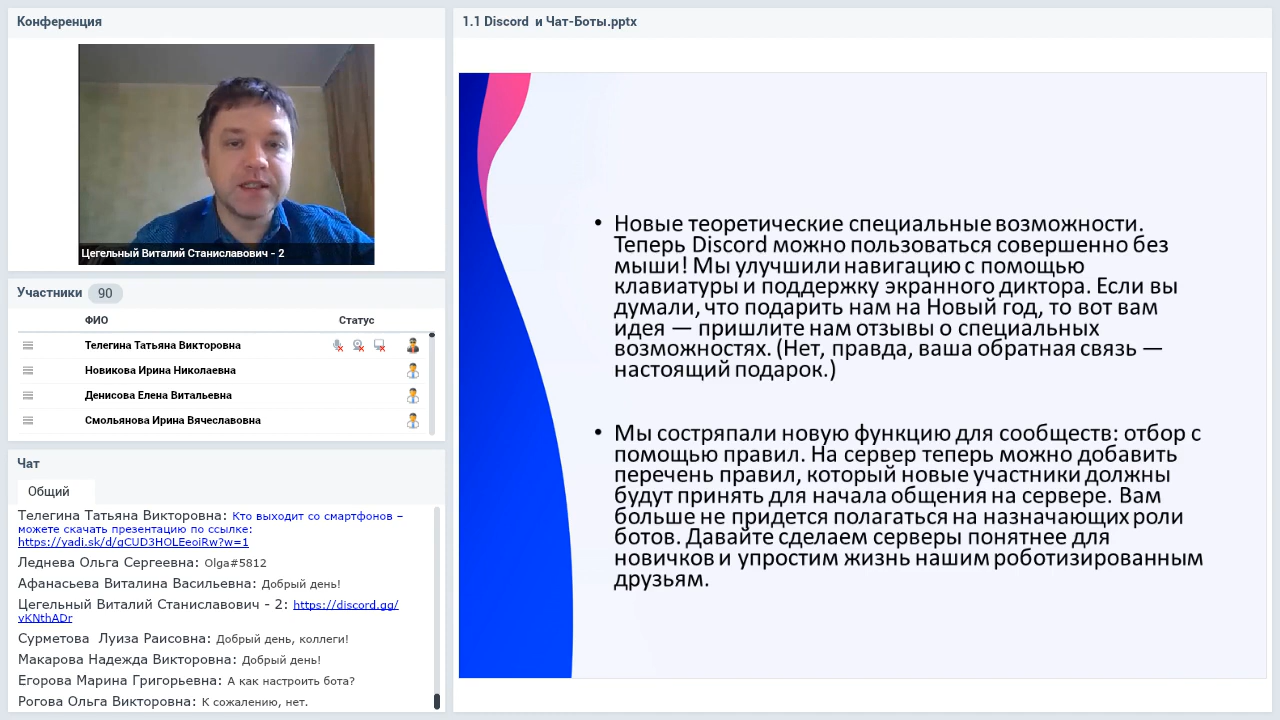 Конференция
Цегельный Виталий Станиславович - 2
Участники 90
ФИО Статус
Телегина Татьяна Викторовна
Новикова Ирина Николаевна
Денисова Елена Витальевна
Смольянова Ирина Вячеславовна
Чат
Общий
Телегина Татьяна Викторовна: Кто выходит со смартфонов –
можете скачать презентацию по ссылке:
https://yadi.sk/d/gCUD3HOLEeoiRw?w=1
Леднева Ольга Сергеевна: Olga#5812
Афанасьева Виталина Васильевна: Добрый день!
Цегельный Виталий Станиславович - 2: https://discord.gg/
vKNthADr
Сурметова Луиза Раисовна: Добрый день, коллеги!
Макарова Надежда Викторовна: Добрый день!
Егорова Марина Григорьевна: А как настроить бота?
Рогова Ольга Викторовна: К сожалению, нет.
1.1 Discord и Чат-Боты.pptx
• Новые теоретические специальные возможности.
Теперь Discord можно пользоваться совершенно без
мыши! Мы улучшили навигацию с помощью
клавиатуры и поддержку экранного диктора. Если вы
думали, что подарить нам на Новый год, то вот вам
идея — пришлите нам отзывы о специальных
возможностях. (Нет, правда, ваша обратная связь —
настоящий подарок.)
• Мы состряпали новую функцию для сообществ: отбор с
помощью правил. На сервер теперь можно добавить
перечень правил, который новые участники должны
будут принять для начала общения на сервере. Вам
больше не придется полагаться на назначающих роли
ботов. Давайте сделаем серверы понятнее для
новичков и упростим жизнь нашим роботизированным
друзьям.